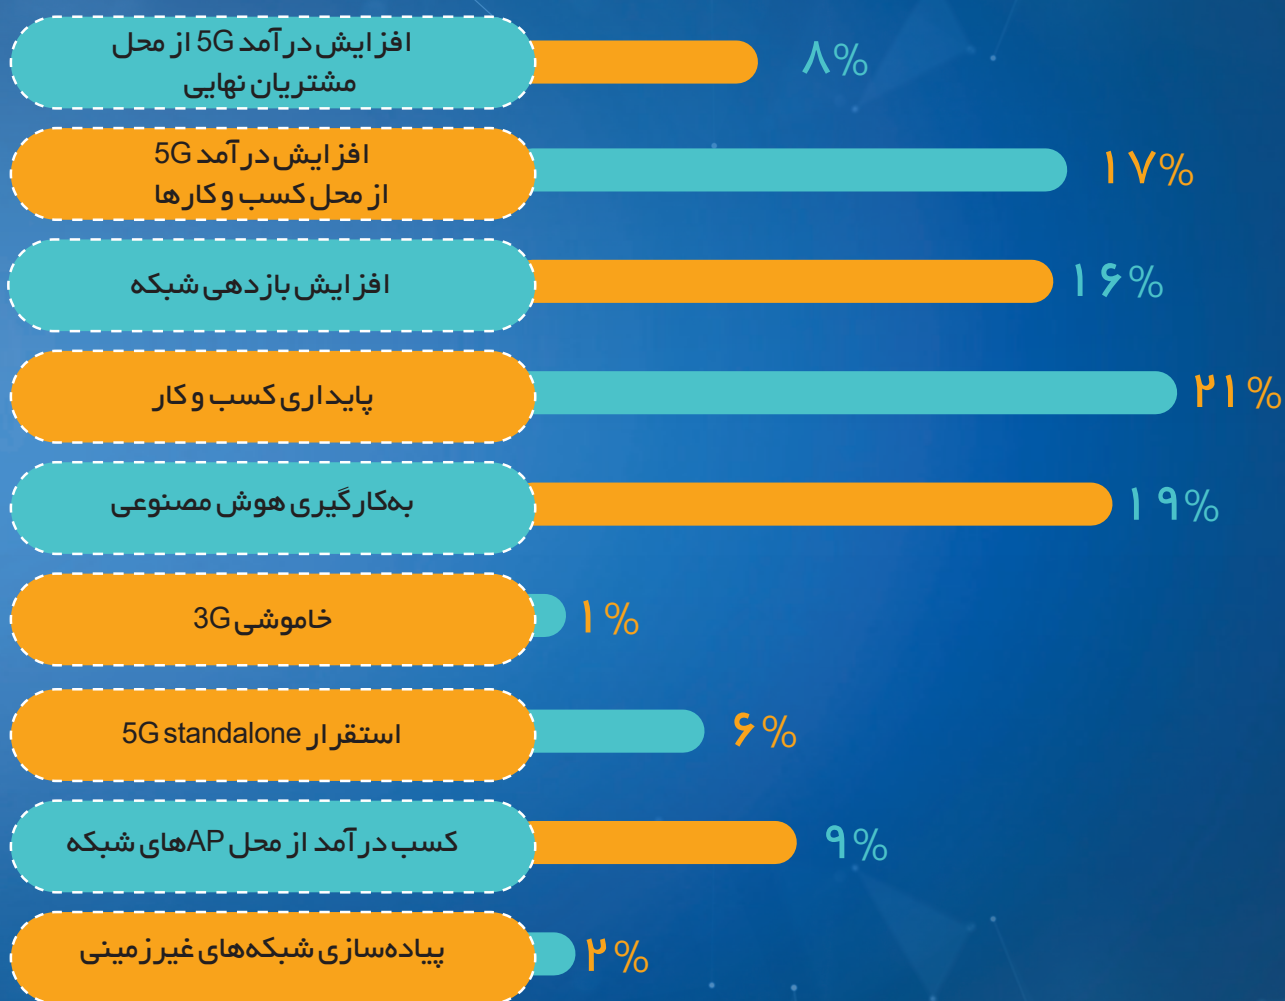 افزایش درآمد 5G از محل
مشتریان نهایی
۸%
افزایش درآمد 5G
از محل کسب و کارها
۱۷%
افزایش بازدهی شبکه
۱۶%
پایداری کسب و کار
۲۱%
به‌کارگیری هوش مصنوعی
۱۹%
خاموشی 3G
۱%
استقرار 5G standalone
۶%
کسب درآمد از محل APهای شبکه
۹%
پیاده‌سازی شبکه‌های غیرزمینی
۲%